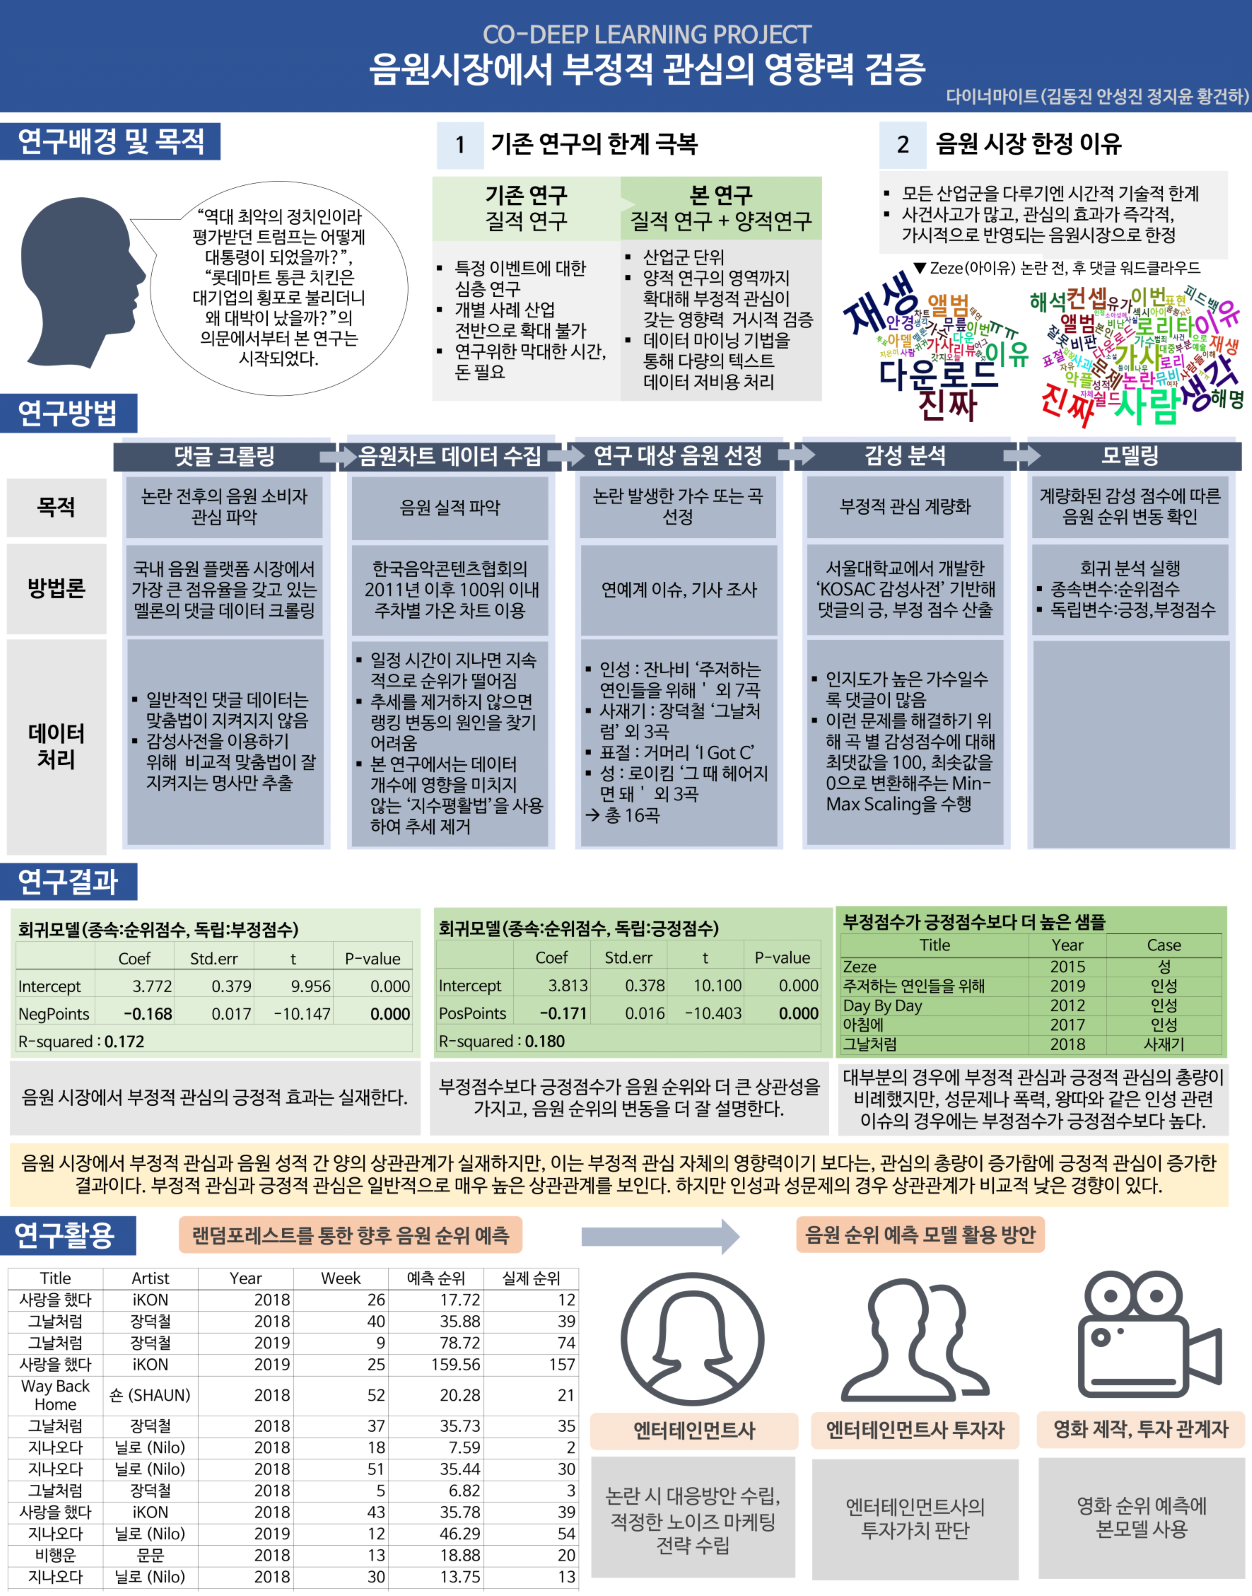 CO-DEEP LEARNING PROJECT
음원시장에서 부정적 관심의 영향력 검증
다이너마이트(김동진 안성진 정지윤 황건하)
연구배경 및 목적
“역대 최악의 정치인이라
평가받던 트럼프는 어떻게
대통령이 되었을까?”,
“롯데마트 통큰 치킨은
대기업의 횡포로 불리더니
왜 대박이 났을까?”의
의문에서부터 본 연구는
시작되었다.
1 기존 연구의 한계 극복
기존 연구
질적 연구
▪ 특정 이벤트에 대한
심층 연구
▪ 개별 사례 산업
전반으로 확대 불가
▪ 연구위한 막대한 시간,
돈 필요
본 연구
질적 연구 + 양적연구
▪ 산업군 단위
▪ 양적 연구의 영역까지
확대해 부정적 관심이
갖는 영향력 거시적 검증
▪ 데이터 마이닝 기법을
통해 다량의 텍스트
데이터 저비용 처리
2 음원 시장 한정 이유
▪ 모든 산업군을 다루기엔 시간적 기술적 한계
▪ 사건사고가 많고, 관심의 효과가 즉각적,
가시적으로 반영되는 음원시장으로 한정
▼ Zeze(아이유) 논란 전, 후 댓글 워드클라우드
재생 앨범
안경 차트 무릎 이번 ㅠㅠ
아델 가수 다운
가사 리뷰 이유
다운로드
진짜
해석 컨셉 유가 이번 표현 피드백
앨범 비난 섹시 아이 이유
잘못 비판 본인 로리타
가수 재생
표절 사과 다운로드 가사 대중 부분
문제 로리 사람들 생각
악플 성적 논란 뮤비
진짜 쉴드 사람 해명
연구방법
댓글 크롤링
음원차트 데이터 수집
연구 대상 음원 선정
감성 분석
모델링
목적
논란 전후의 음원 소비자
관심 파악
음원 실적 파악
논란 발생한 가수 또는 곡
선정
부정적 관심 계량화
계량화된 감성 점수에 따른
음원 순위 변동 확인
방법론
국내 음원 플랫폼 시장에서
가장 큰 점유율을 갖고 있는
멜론의 댓글 데이터 크롤링
한국음악콘텐츠협회의
2011년 이후 100위 이내
주차별 가온 차트 이용
연예계 이슈, 기사 조사
서울대학교에서 개발한
‘KOSAC 감성사전’ 기반해
댓글의 긍, 부정 점수 산출
회귀 분석 실행
▪ 종속변수:순위점수
▪ 독립변수:긍정,부정점수
데이터
처리
▪ 일반적인 댓글 데이터는
맞춤법이 지켜지지 않음
▪ 감성사전을 이용하기
위해 비교적 맞춤법이 잘
지켜지는 명사만 추출
▪ 일정 시간이 지나면 지속
적으로 순위가 떨어짐
▪ 추세를 제거하지 않으면
랭킹 변동의 원인을 찾기
어려움
▪ 본 연구에서는 데이터
개수에 영향을 미치지
않는 ‘지수평활법’을 사용
하여 추세 제거
▪ 인성 : 잔나비 ‘주저하는
연인들을 위해 ' 외 7곡
▪ 사재기 : 장덕철 ‘그날처
럼’ 외 3곡
▪ 표절 : 거머리 ‘I Got C’
▪ 성 : 로이킴 ‘그 때 헤어지
면 돼 ' 외 3곡
→ 총 16곡
▪ 인지도가 높은 가수일수
록 댓글이 많음
▪ 이런 문제를 해결하기 위
해 곡 별 감성점수에 대해
최댓값을 100, 최솟값을
0으로 변환해주는 Min-
Max Scaling을 수행
연구결과
회귀모델(종속:순위점수, 독립:부정점수)
Coef Std.err t P-value
Intercept 3.772 0.379 9.956 0.000
NegPoints -0.168 0.017 -10.147 0.000
R-squared : 0.172
음원 시장에서 부정적 관심의 긍정적 효과는 실재한다.
회귀모델(종속:순위점수, 독립:긍정점수)
Coef Std.err t P-value
Intercept 3.813 0.378 10.100 0.000
PosPoints -0.171 0.016 -10.403 0.000
R-squared : 0.180
부정점수보다 긍정점수가 음원 순위와 더 큰 상관성을
가지고, 음원 순위의 변동을 더 잘 설명한다.
부정점수가 긍정점수보다 더 높은 샘플
Title Year Case
Zeze 2015 성
주저하는 연인들을 위해 2019 인성
Day By Day 2012 인성
아침에 2017 인성
그날처럼 2018 사재기
대부분의 경우에 부정적 관심과 긍정적 관심의 총량이
비례했지만, 성문제나 폭력, 왕따와 같은 인성 관련
이슈의 경우에는 부정점수가 긍정점수보다 높다.
음원 시장에서 부정적 관심과 음원 성적 간 양의 상관관계가 실재하지만, 이는 부정적 관심 자체의 영향력이기 보다는, 관심의 총량이 증가함에 긍정적 관심이 증가한
결과이다. 부정적 관심과 긍정적 관심은 일반적으로 매우 높은 상관관계를 보인다. 하지만 인성과 성문제의 경우 상관관계가 비교적 낮은 경향이 있다.
연구활용
랜덤포레스트를 통한 향후 음원 순위 예측
음원 순위 예측 모델 활용 방안
Title Artist Year Week 예측 순위 실제 순위
사랑을 했다 iKON 2018 26 17.72 12
그날처럼 장덕철 2018 40 35.88 39
그날처럼 장덕철 2019 9 78.72 74
사랑을 했다 iKON 2019 25 159.56 157
Way Back
Home 숀 (SHAUN) 2018 52 20.28 21
그날처럼 장덕철 2018 37 35.73 35
지나오다 닐로 (Nilo) 2018 18 7.59 2
지나오다 닐로 (Nilo) 2018 51 35.44 30
그날처럼 장덕철 2018 5 6.82 3
사랑을 했다 iKON 2018 43 35.78 39
지나오다 닐로 (Nilo) 2019 12 46.29 54
비행운 문문 2018 13 18.88 20
지나오다 닐로 (Nilo) 2018 30 13.75 13
엔터테인먼트사
논란 시 대응방안 수립,
적정한 노이즈 마케팅
전략 수립
엔터테인먼트사 투자자
엔터테인먼트사의
투자가치 판단
영화 제작, 투자 관계자
영화 순위 예측에
본모델 사용